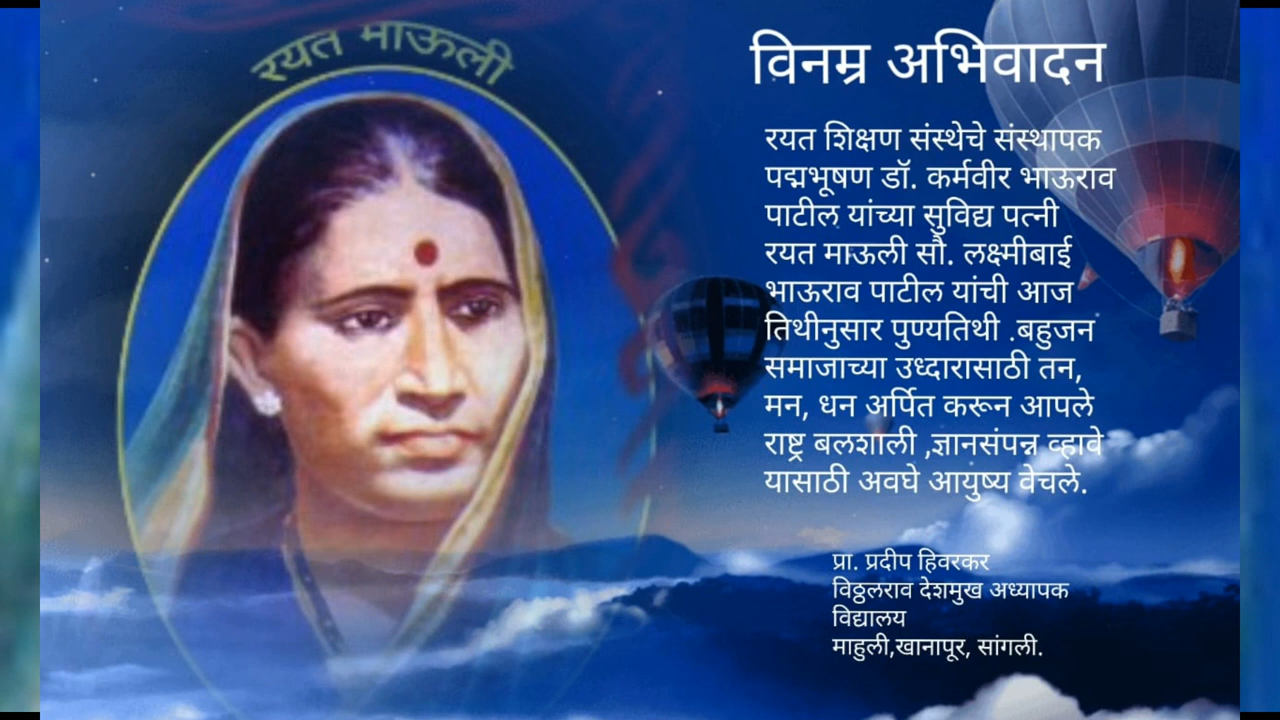 रयत माऊली
विनम्र अभिवादन
रयत शिक्षण संस्थेचे संस्थापक
पद्मभूषण डॉ. कर्मवीर भाऊराव
पाटील यांच्या सुविद्य पत्नी
रयत माऊली सौ. लक्ष्मीबाई
भाऊराव पाटील यांची आज
तिथीनुसार पुण्यतिथी .बहुजन
समाजाच्या उध्दारासाठी तन,
मन, धन अर्पित करून आपले
राष्ट्र बलशाली ,ज्ञानसंपन्न व्हावे
यासाठी अवघे आयुष्य वेचले.
प्रा. प्रदीप हिवरकर
विठ्ठलराव देशमुख अध्यापक
विद्यालय
माहुली,खानापूर, सांगली.